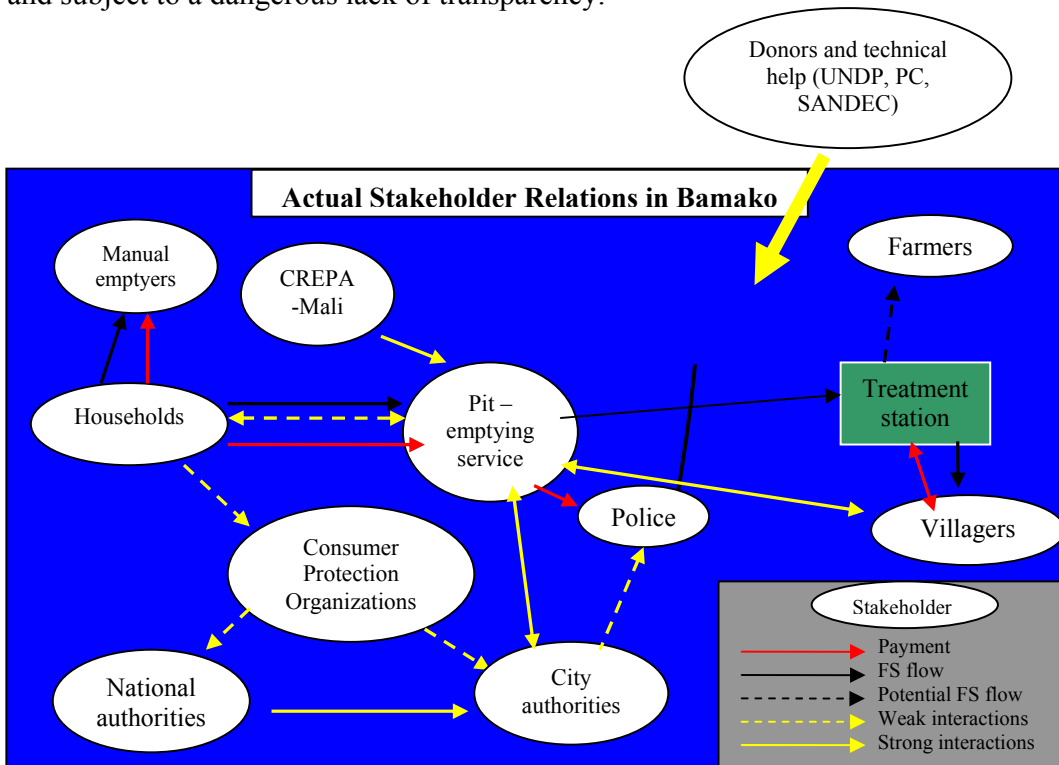 and subject to a dangerous lack of transparency.
Donors and technical
help (UNDP, PC,
SANDEC)
Actual Stakeholder Relations in Bamako
Manual
emptyers
CREPA
-Mali
Farmers
Households
Pit –
emptying
service
Treatment
station
Police
Villagers
Consumer
Protection
Organizations
National
authorities
City
authorities
Stakeholder
Payment
FS flow
Potential FS flow
Weak interactions
Strong interactions